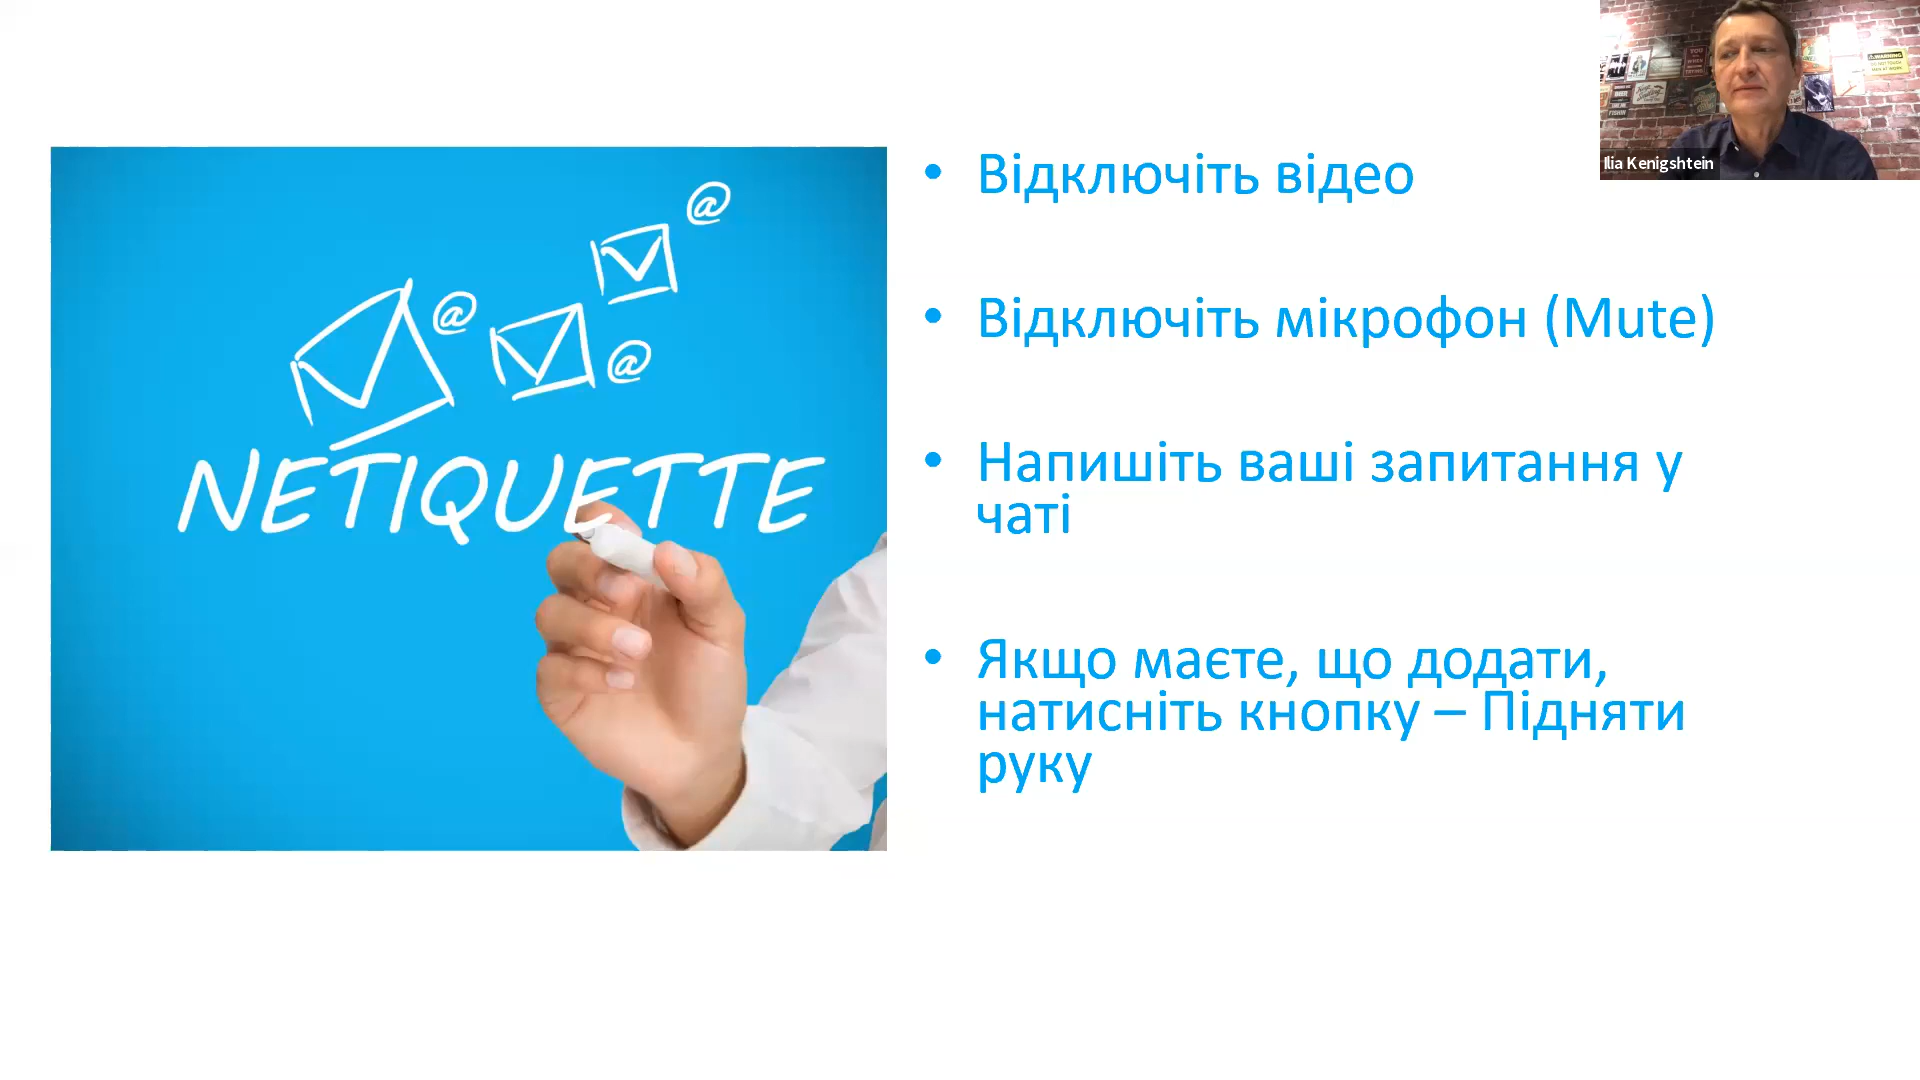 @
@
@
NETIQUETTE
• Відключіть відео
• Відключіть мікрофон (Mute)
• Напишіть ваші запитання у
чаті
• Якщо маєте, що додати,
натисніть кнопку – Підняти
руку
WARNING
Ilia Kenigshtein